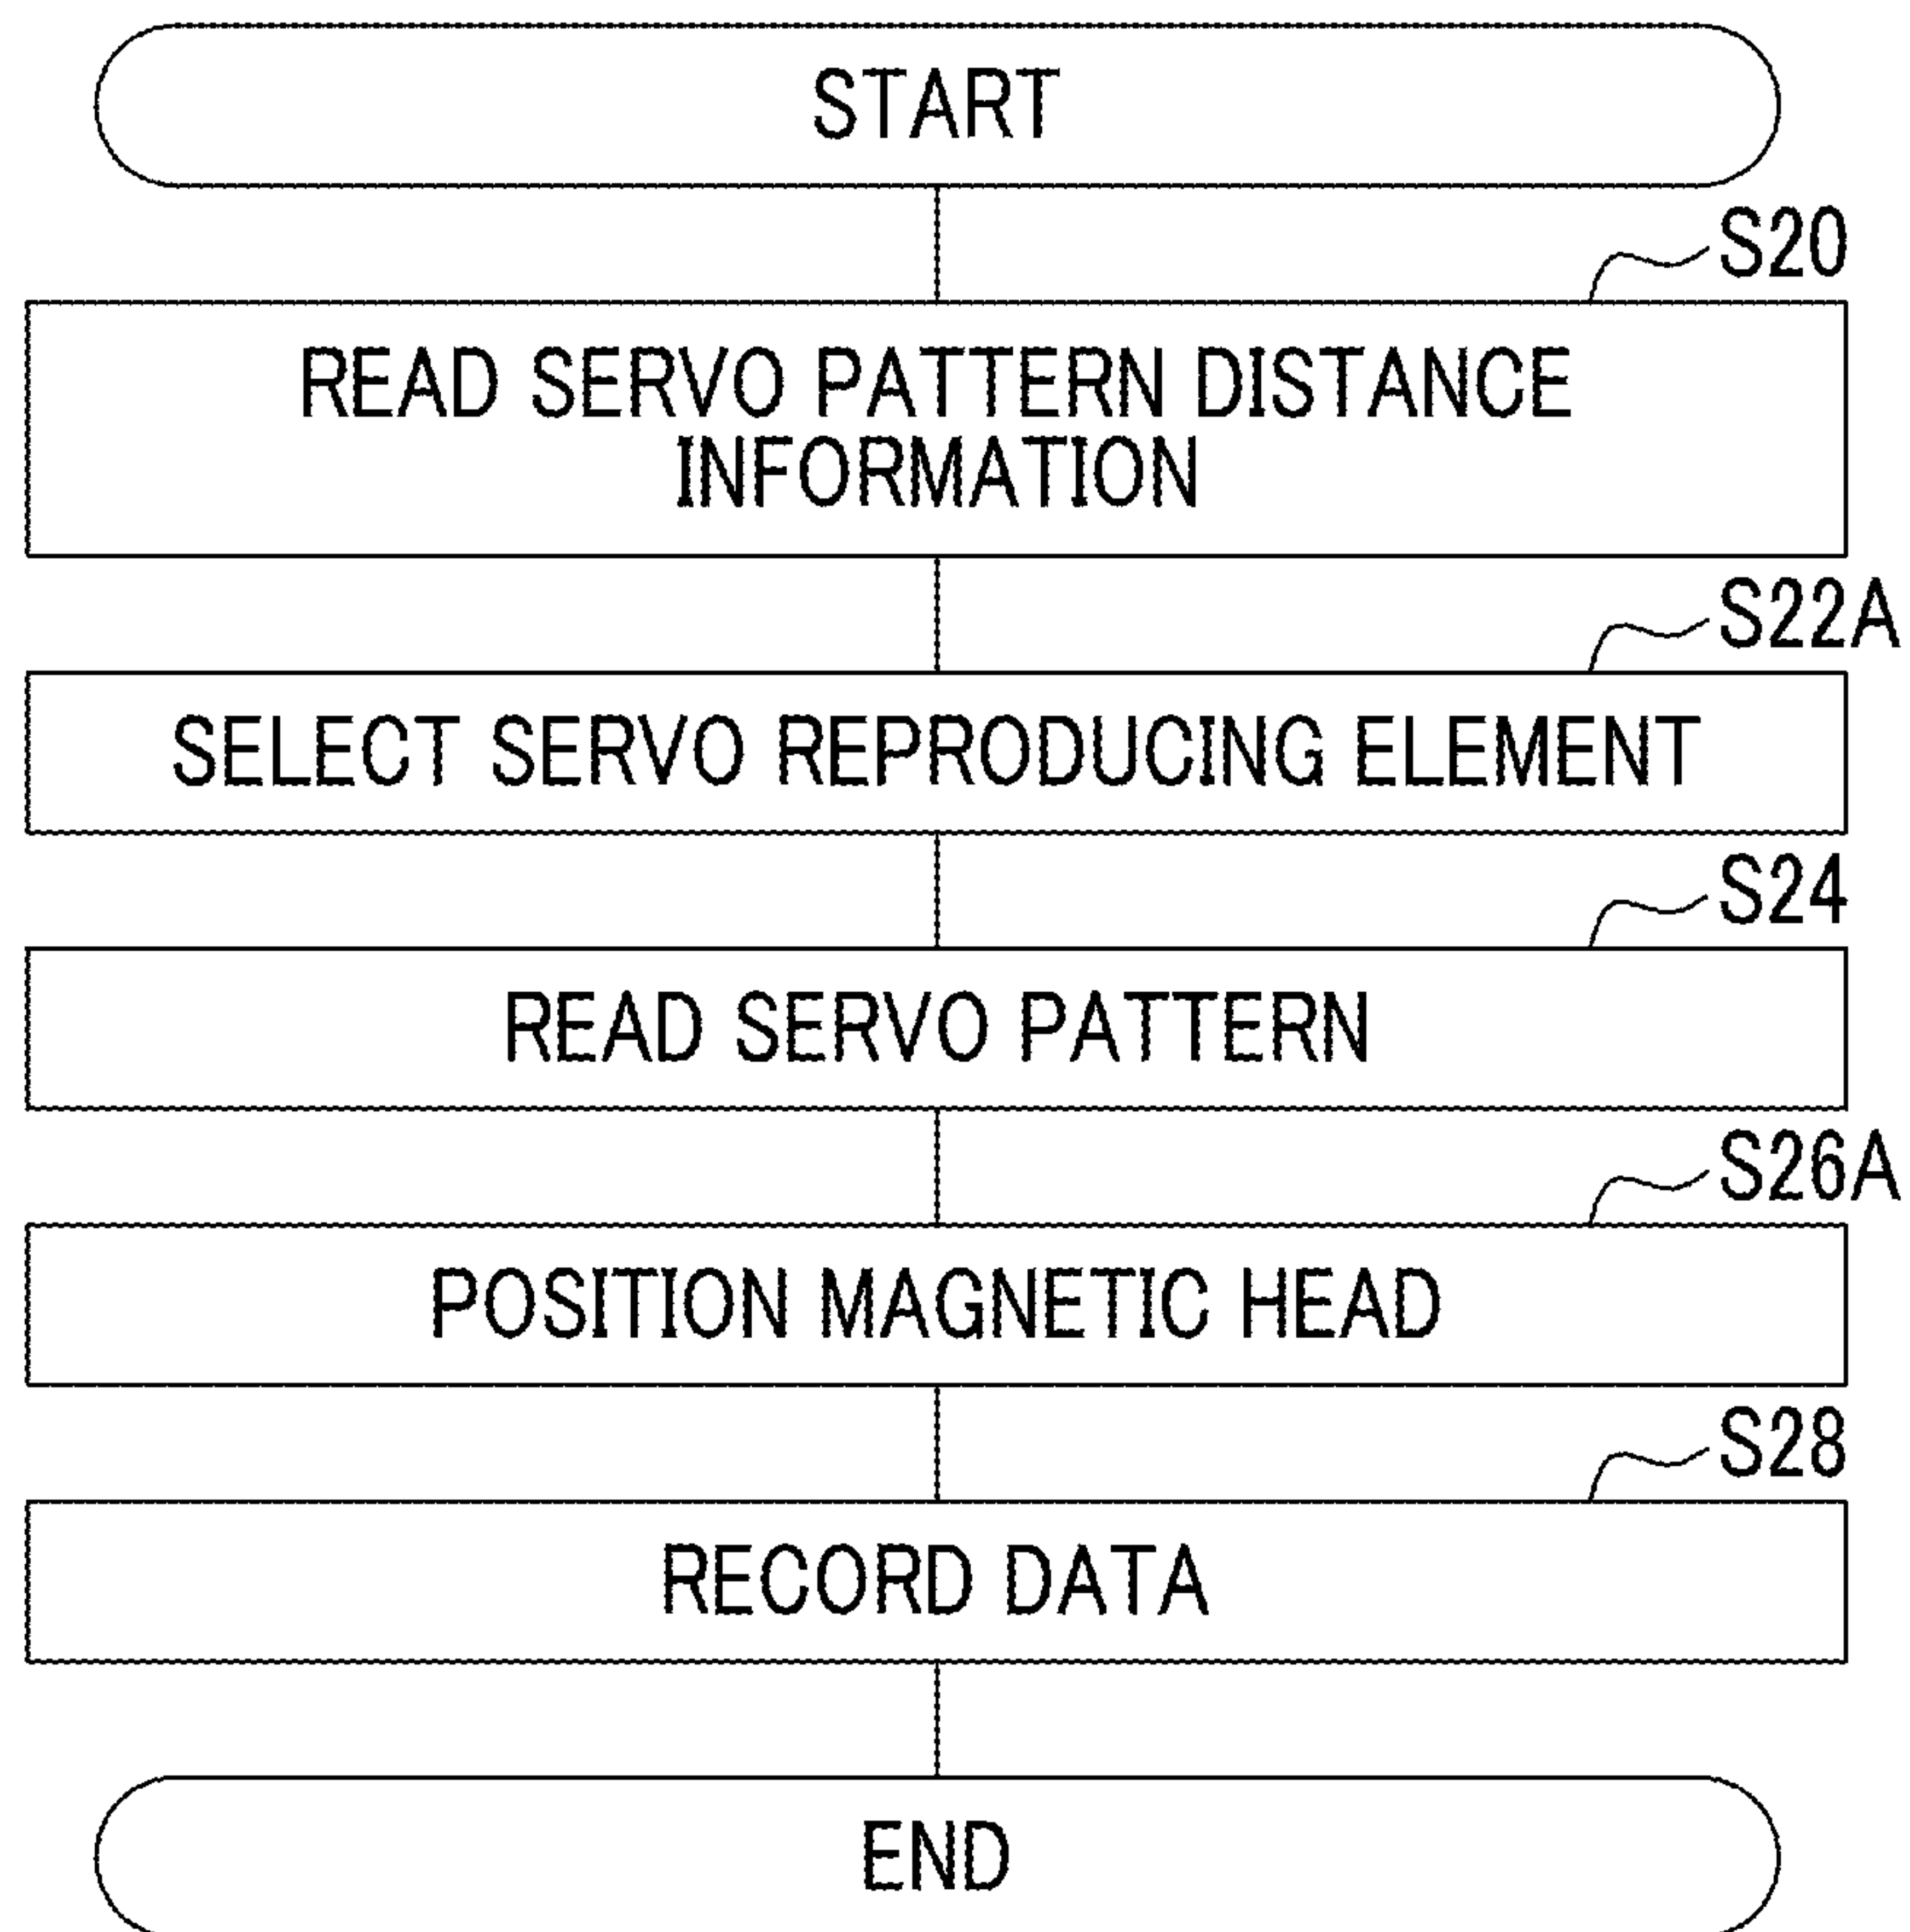 START
S20
READ SERVO PATTERN DISTANCE
INFORMATION
S22A
SELECT SERVO REPRODUCING ELEMENT
S24
READ SERVO PATTERN
S26A
POSITION MAGNETIC HEAD
S28
RECORD DATA
END